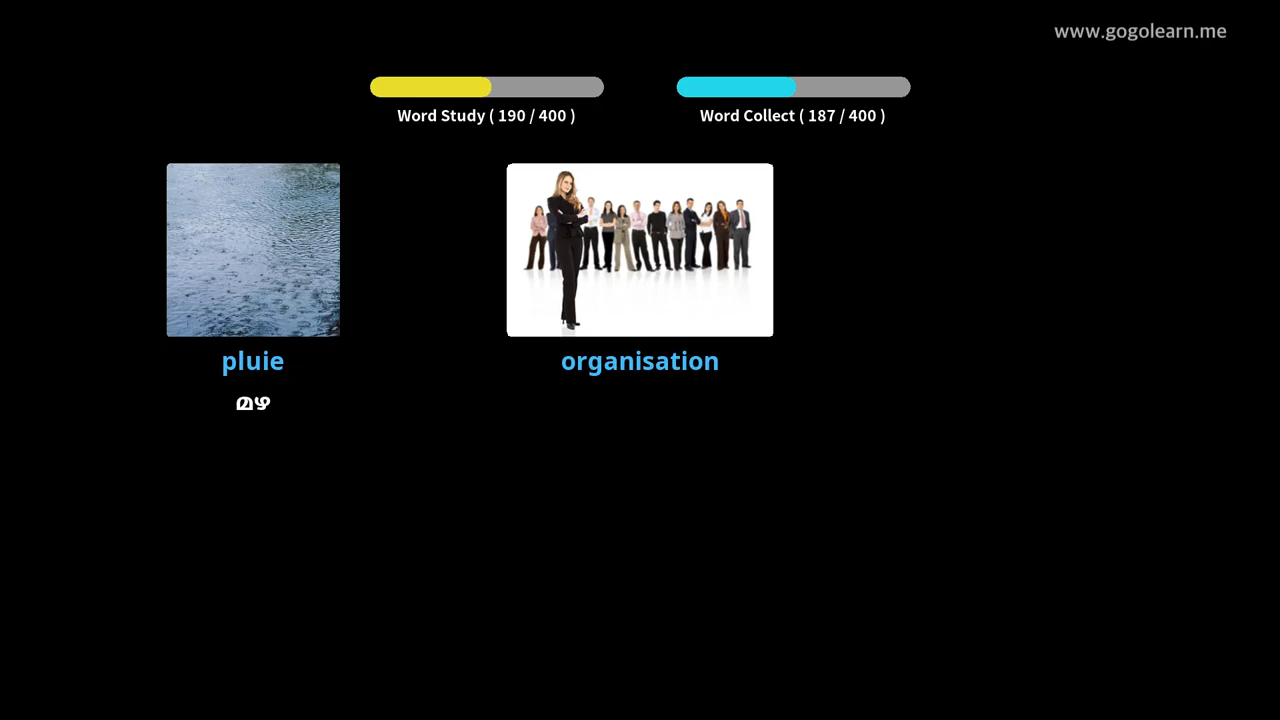 www.gogolearn.me
Word Study ( 190 / 400 )
Word Collect ( 187 / 400 )
pluie
organisation
മഴ